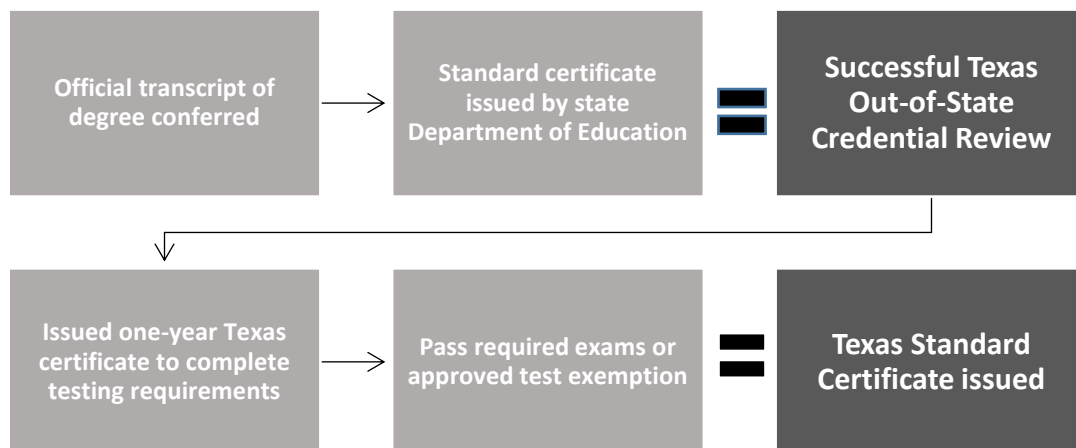 Official transcript of
degree conferred
Standard certificate
issued by state
Department of Education
Successful Texas
Out-of-State
Credential Review
Issued one-year Texas
certificate to complete
testing requirements
Pass required exams or
approved test exemption
Texas Standard
Certificate issued